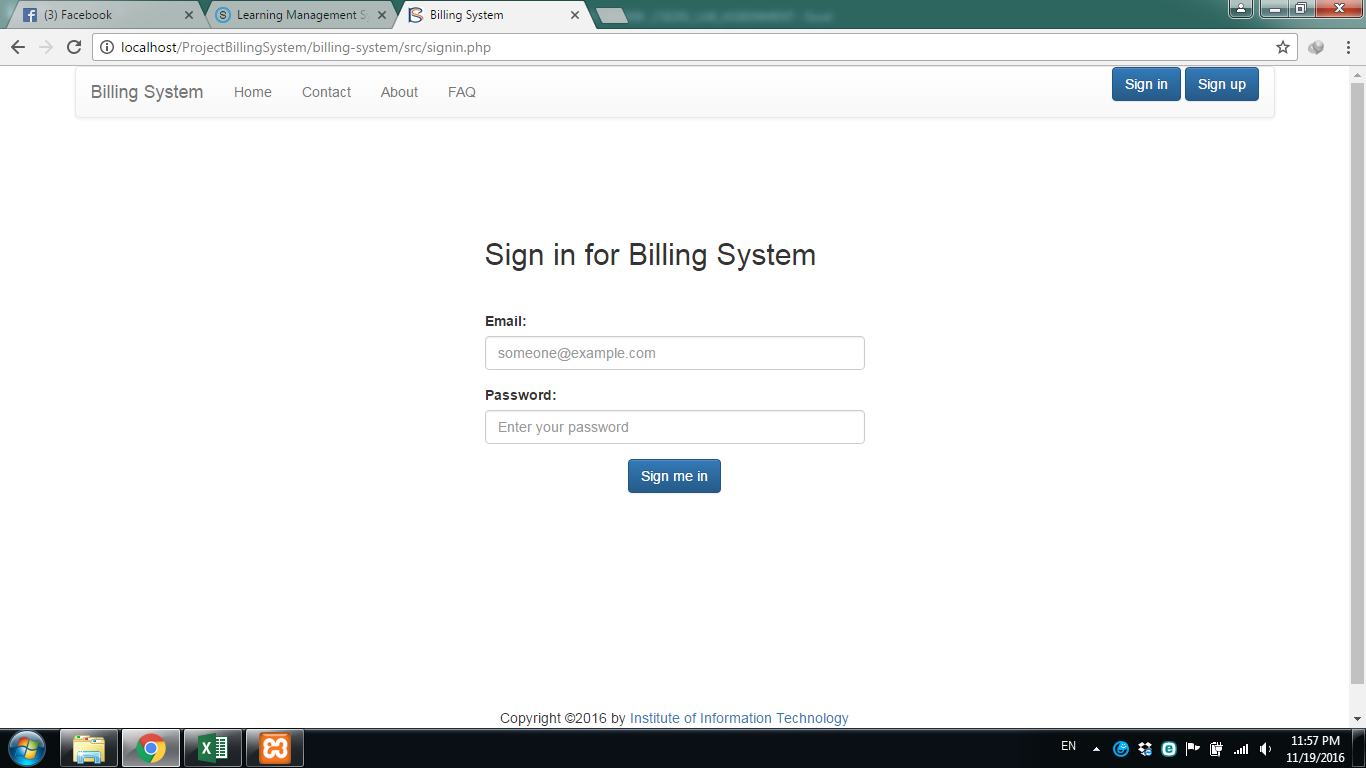 (3) Facebook
Learning Management S
Billing System
localhost/ProjectBillingSystem/billing-system/src/signin.php
Billing System Home Contact About FAQ Sign in Sign up
Sign in for Billing System
Email:
someone@example.com
Password:
Enter your password
Sign me in
Copyright ©2016 by Institute of Information Technology
EN
11:57 PM
11/19/2016